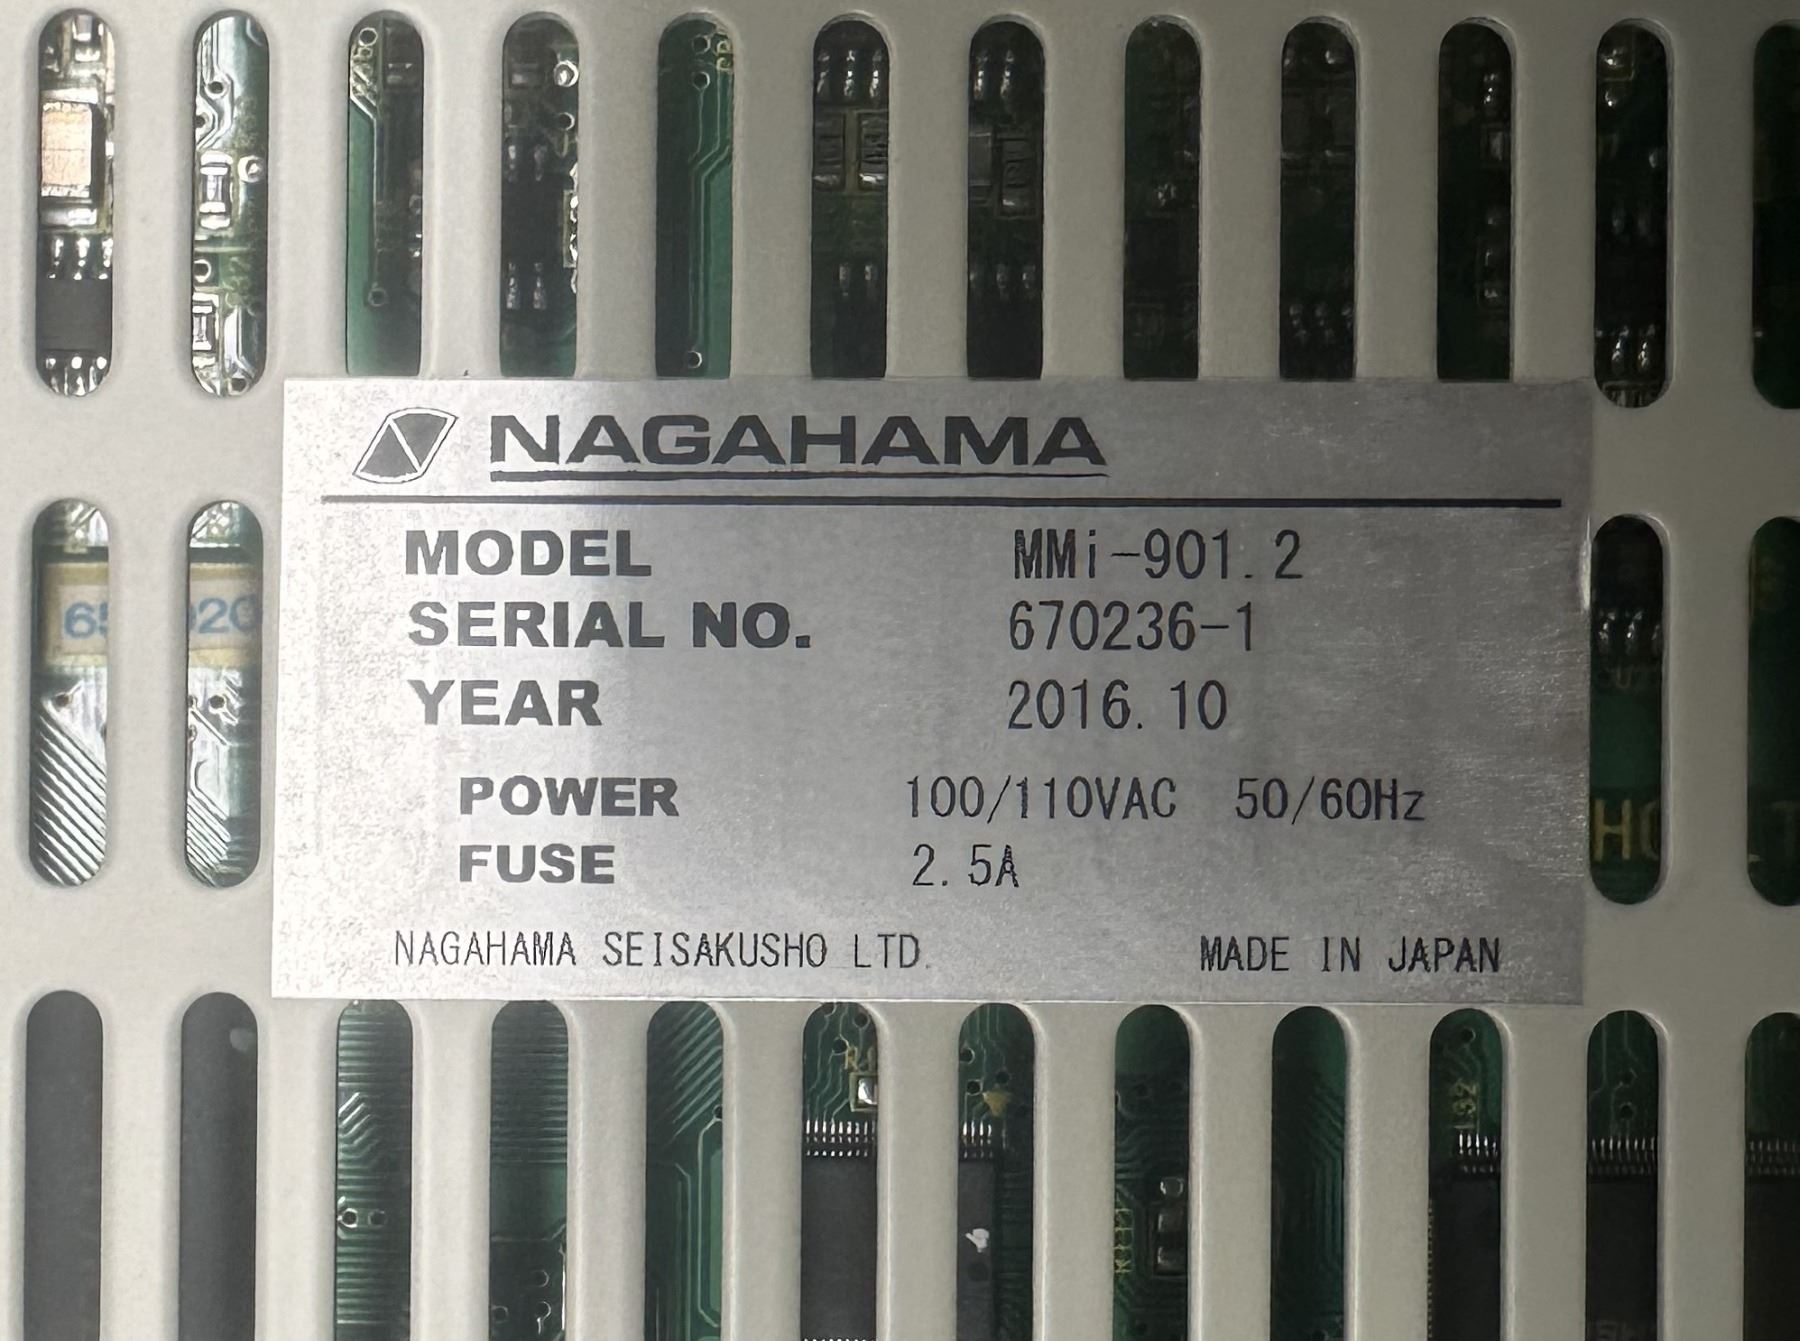 NAGAHAMA
MODEL MMi-901.2
SERIAL NO. 670236-1
YEAR 2016.10
POWER 100/110VAC 50/60Hz
FUSE 2.5A
NAGAHAMA SEISAKUSHO LTD. MADE IN JAPAN